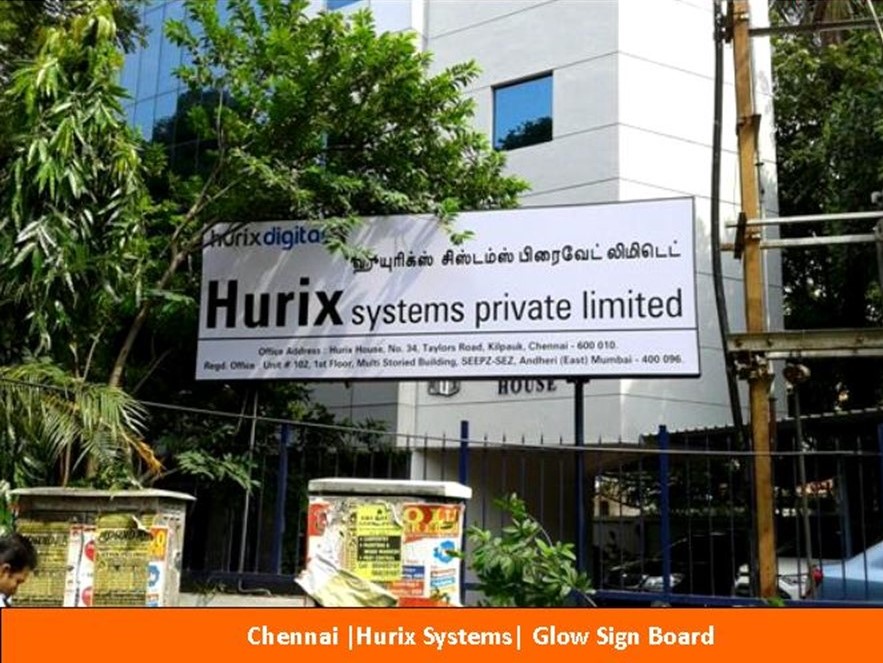 hurixdigital
ஹுயுரிக்ஸ் சிஸ்டம்ஸ் பிரைவேட் லிமிடெட்
Hurix systems private limited
Office Address : Hurix House, No. 34, Taylors Road, Kilpauk, Chennai - 600 010.
Regd. Office : Unit # 102, 1st Floor, Multi Storied Building, SEEPZ-SEZ, Andheri (East) Mumbai - 400 096.
HOUSE
Chennai |Hurix Systems| Glow Sign Board